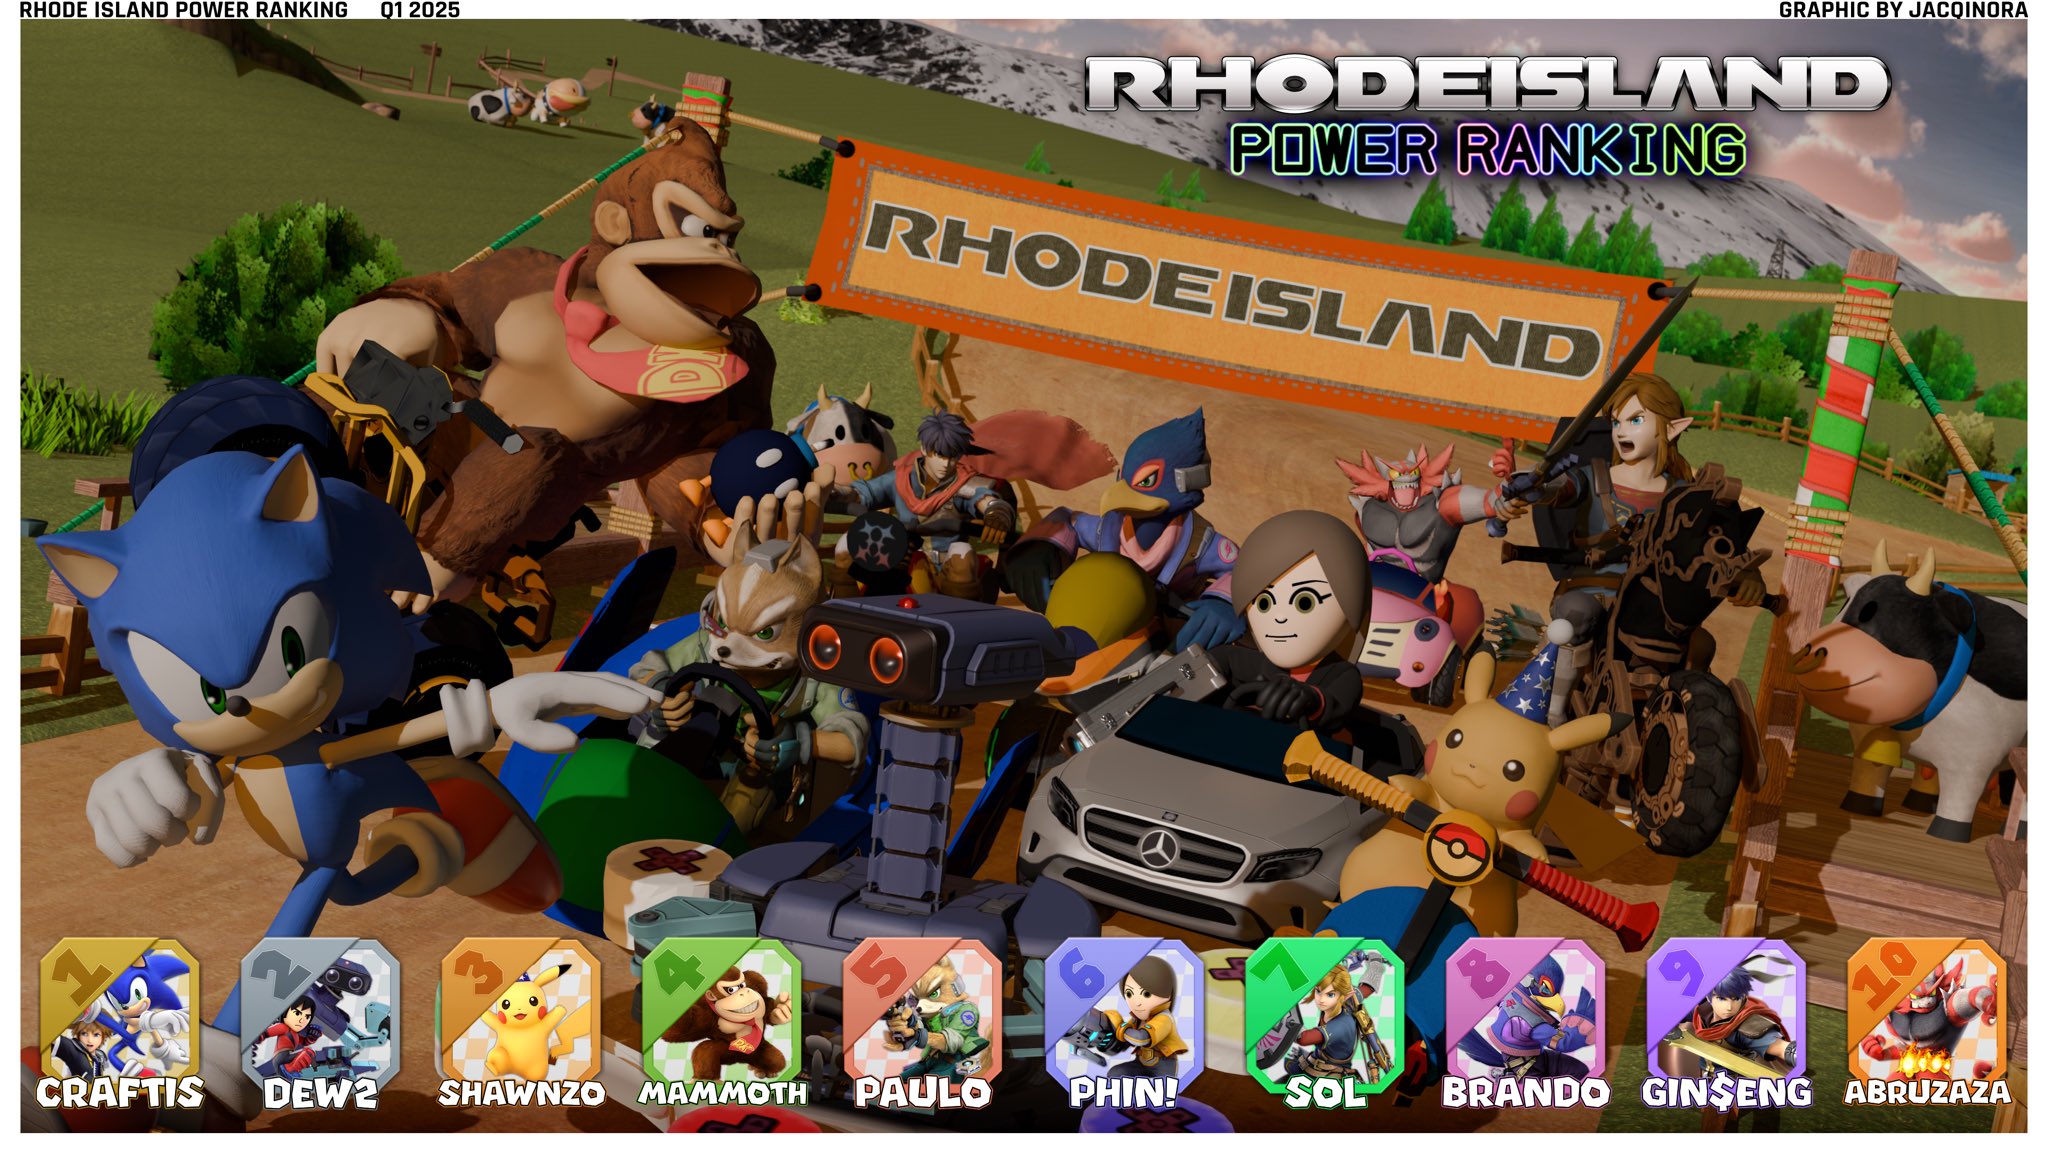 RHODE ISLAND POWER RANKING Q1 2025
GRAPHIC BY JACQINORA
RHODEISLAND
POWER RANKING
RHODEISLAND
DK
1
2
3
4
5
6
7
8
9
10
CRAFTIS
DEW2
SHAWNZO
MAMMOTH
PAULO
PHIN!
SOL
BRANDO
GIN$ENG
ABRUZAZA